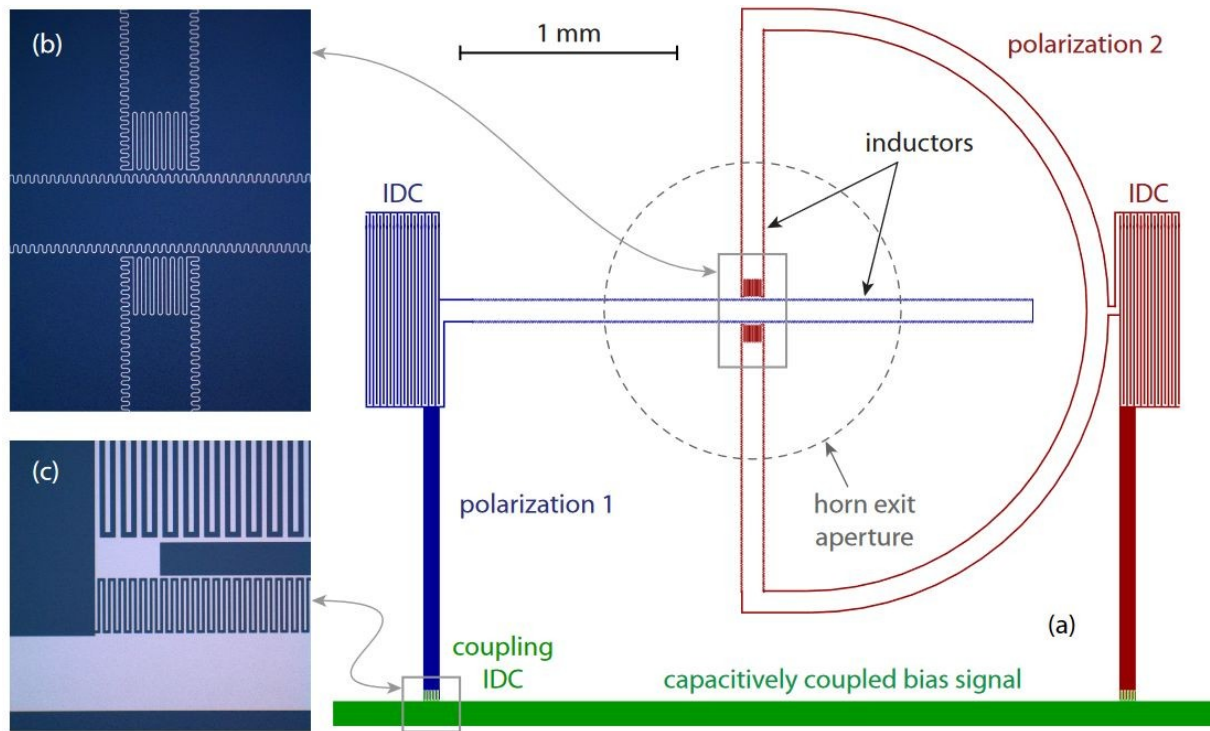 (b)
1 mm
polarization 2
inductors
IDC
IDC
(c)
polarization 1
horn exit
aperture
(a)
coupling
IDC
capacitively coupled bias signal